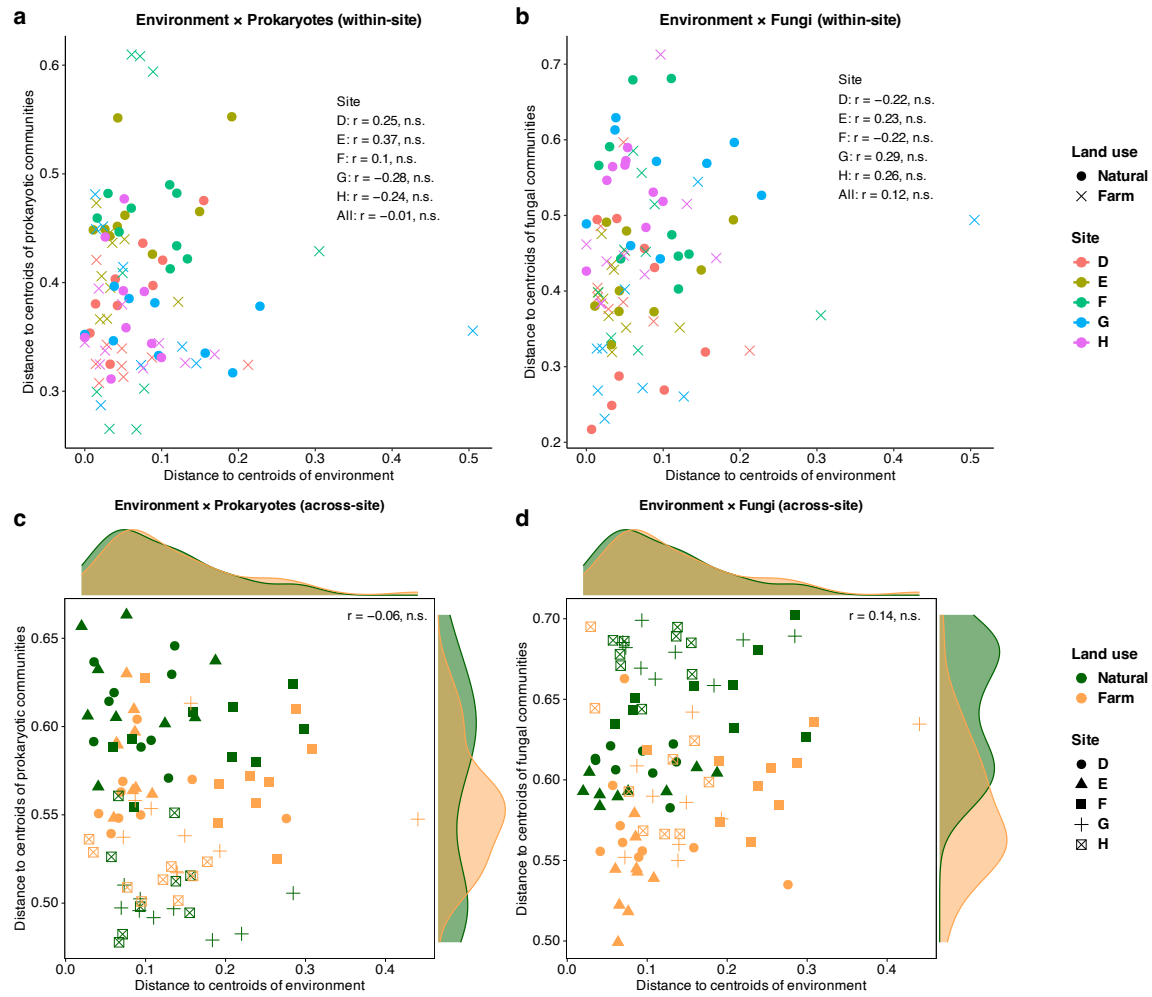 a
Environment × Prokaryotes (within-site)
Distance to centroids of prokaryotic communities
0.6
0.5
0.4
0.3
Site
D: r = 0.25, n.s.
E: r = 0.37, n.s.
F: r = 0.1, n.s.
G: r = −0.28, n.s.
H: r = −0.24, n.s.
All: r = −0.01, n.s.
0.0 0.1 0.2 0.3 0.4 0.5
Distance to centroids of environment
b
Environment × Fungi (within-site)
Distance to centroids of fungal communities
0.7
0.6
0.5
0.4
0.3
0.2
Site
D: r = −0.22, n.s.
E: r = 0.23, n.s.
F: r = −0.22, n.s.
G: r = 0.29, n.s.
H: r = 0.26, n.s.
All: r = 0.12, n.s.
0.0 0.1 0.2 0.3 0.4 0.5
Distance to centroids of environment
Land use
Natural
Farm
Site
D
E
F
G
H
c
Environment × Prokaryotes (across-site)
Distance to centroids of prokaryotic communities
0.65
0.60
0.55
0.50
r = −0.06, n.s.
0.0 0.1 0.2 0.3 0.4
Distance to centroids of environment
d
Environment × Fungi (across-site)
Distance to centroids of fungal communities
0.70
0.65
0.60
0.55
0.50
r = 0.14, n.s.
0.0 0.1 0.2 0.3 0.4
Distance to centroids of environment
Land use
Natural
Farm
Site
D
E
F
G
H